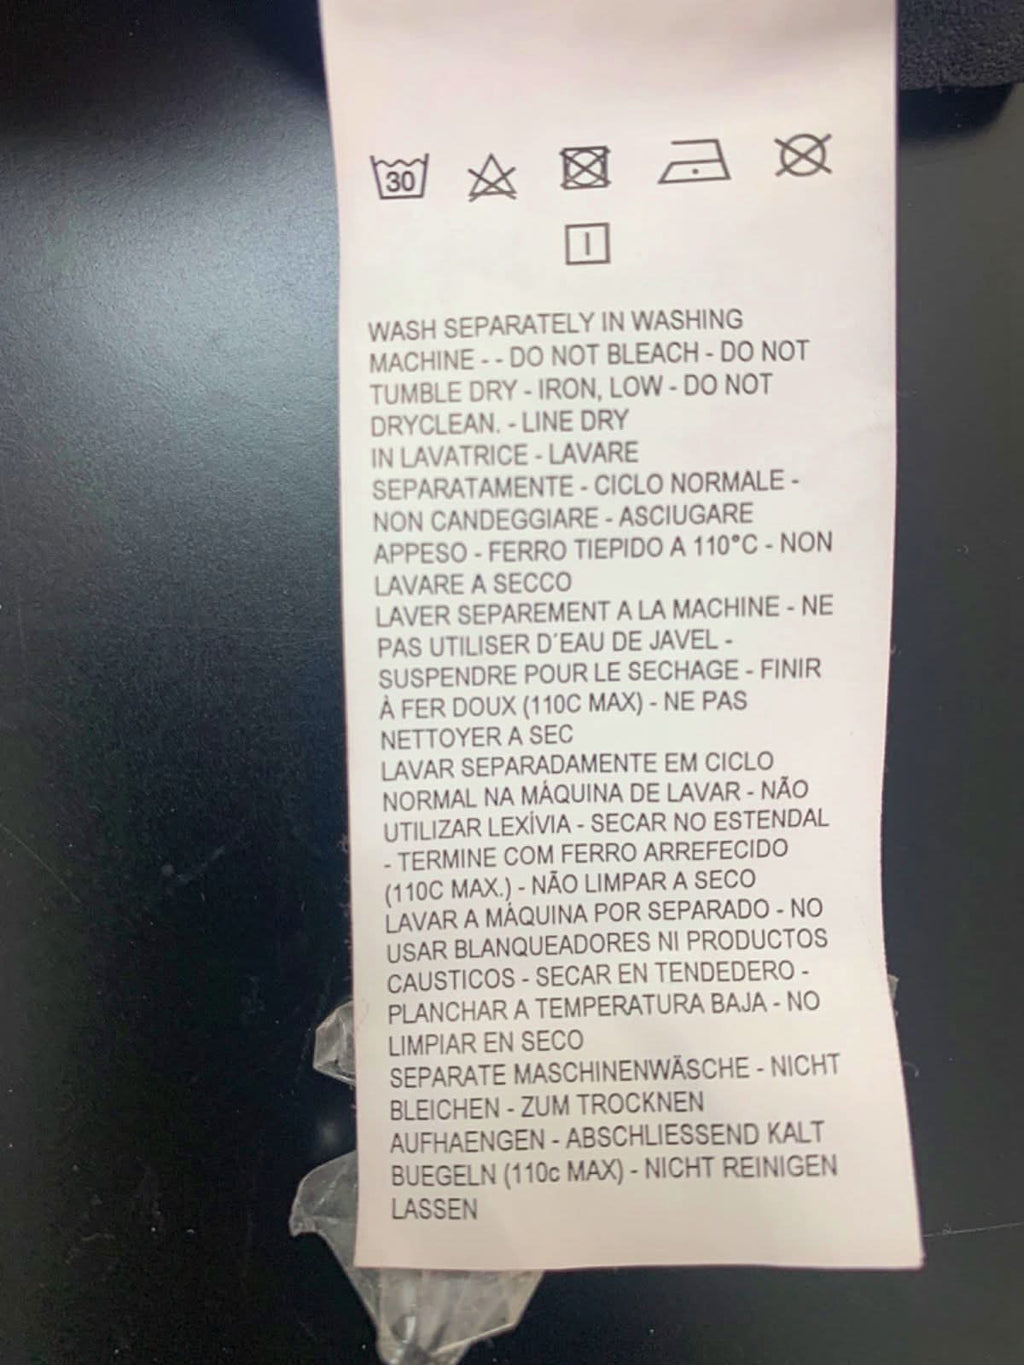 30
WASH SEPARATELY IN WASHING
MACHINE - - DO NOT BLEACH - DO NOT
TUMBLE DRY - IRON, LOW - DO NOT
DRYCLEAN. - LINE DRY
IN LAVATRICE - LAVARE
SEPARATAMENTE - CICLO NORMALE -
NON CANDEGGIARE - ASCIUGARE
APPESO - FERRO TIEPIDO A 110°C - NON
LAVARE A SECCO
LAVER SEPAREMENT A LA MACHINE - NE
PAS UTILISER D´EAU DE JAVEL -
SUSPENDRE POUR LE SECHAGE - FINIR
À FER DOUX (110C MAX) - NE PAS
NETTOYER A SEC
LAVAR SEPARADAMENTE EM CICLO
NORMAL NA MÁQUINA DE LAVAR - NÃO
UTILIZAR LEXÍVIA - SECAR NO ESTENDAL
- TERMINE COM FERRO ARREFECIDO
(110C MAX.) - NÃO LIMPAR A SECO
LAVAR A MÁQUINA POR SEPARADO - NO
USAR BLANQUEADORES NI PRODUCTOS
CAUSTICOS - SECAR EN TENDEDERO -
PLANCHAR A TEMPERATURA BAJA - NO
LIMPIAR EN SECO
SEPARATE MASCHINENWÄSCHE - NICHT
BLEICHEN - ZUM TROCKNEN
AUFHAENGEN - ABSCHLIESSEND KALT
BUEGELN (110c MAX) - NICHT REINIGEN
LASSEN